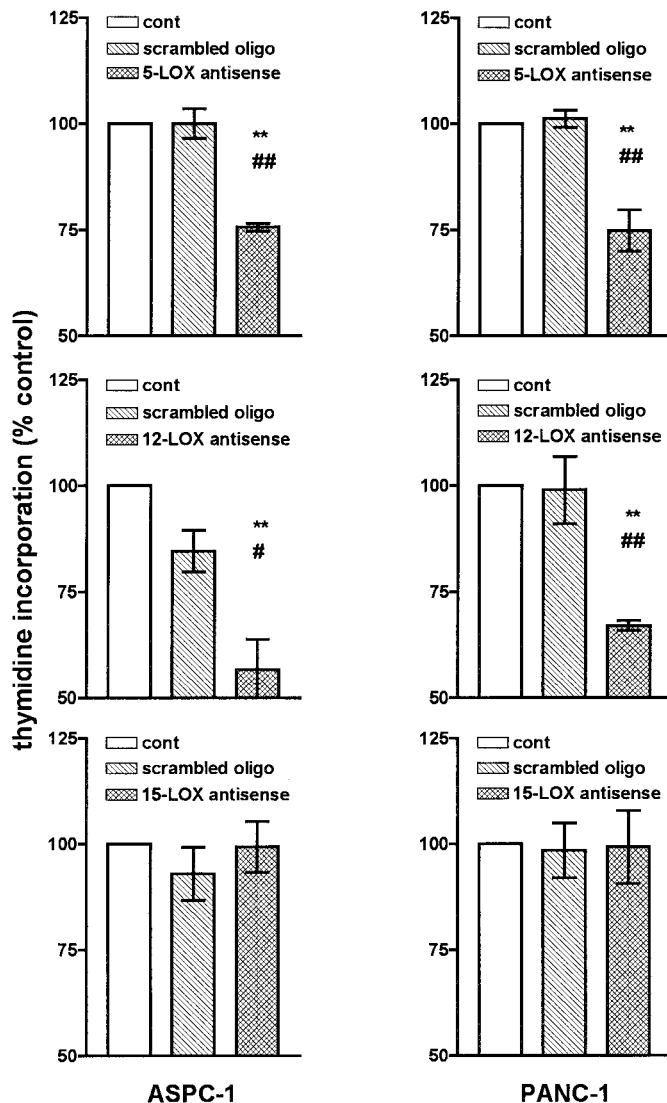 thymidine incorporation (% control)
125
100
75
50
cont
scrambled oligo
5-LOX antisense
**
##
125
100
75
50
cont
scrambled oligo
5-LOX antisense
**
##
125
100
75
50
cont
scrambled oligo
12-LOX antisense
**
#
125
100
75
50
cont
scrambled oligo
12-LOX antisense
**
##
125
100
75
50
cont
scrambled oligo
15-LOX antisense
125
100
75
50
cont
scrambled oligo
15-LOX antisense
ASPC-1
PANC-1